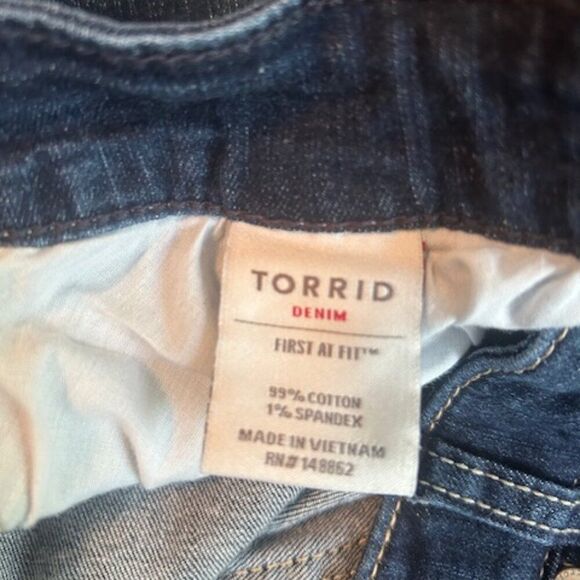 TORRID
DENIM
FIRST AT FIT™
99% COTTON
1% SPANDEX
MADE IN VIETNAM
RN# 148862